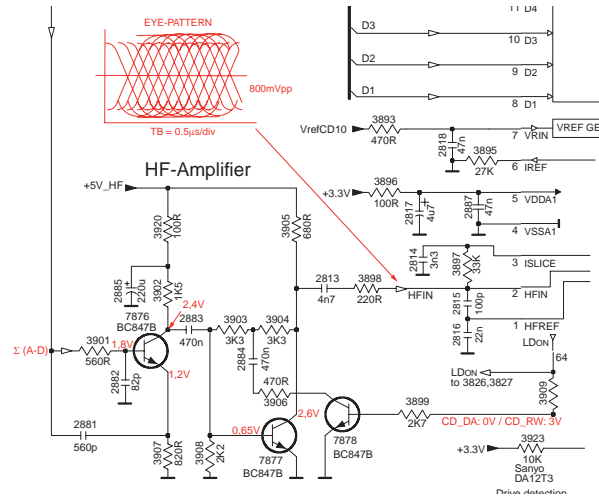 EYE-PATTERN
800mVpp
TB = 0.5µs/div
11 D4
D3
10 D3
D2
9 D2
D1
8 D1
VrefCD10
3893
470R
2818
47n
7 VRIN
VREF GE
3895
27K
6 IREF
HF-Amplifier
+5V_HF
+3.3V
3896
100R
2817
4u7
2887
47n
5 VDDA1
4 VSSA1
3920
100R
3905
680R
2885
220u
3902
1K5
2814
3n3
3897
33K
3 ISLICE
2813
4n7
3898
220R
HFIN
2815
100p
2 HFIN
2816
22n
1 HFREF
7876
BC847B
2,4V
2883
470n
3903
3K3
3904
3K3
2884
470n
Σ (A-D)
3901
560R
1,8V
1,2V
2882
82p
470R
3906
LDON
64
LDON
to 3826,3827
3909
2881
560p
3907
820R
3908
2K2
0.65V
2,6V
7877
BC847B
7878
BC847B
3899
2K7
CD_DA: 0V / CD_RW: 3V
+3.3V
3923
10K
Sanyo
DA12T3
Drive detection